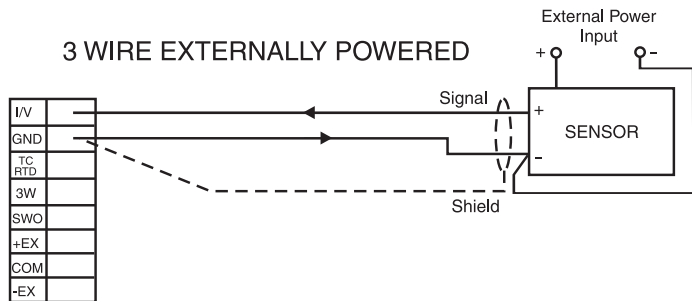 External Power
Input
3 WIRE EXTERNALLY POWERED
+ -
Signal
I/V
+
GND
SENSOR
-
TC
RTD
3W
Shield
SWO
+EX
COM
-EX